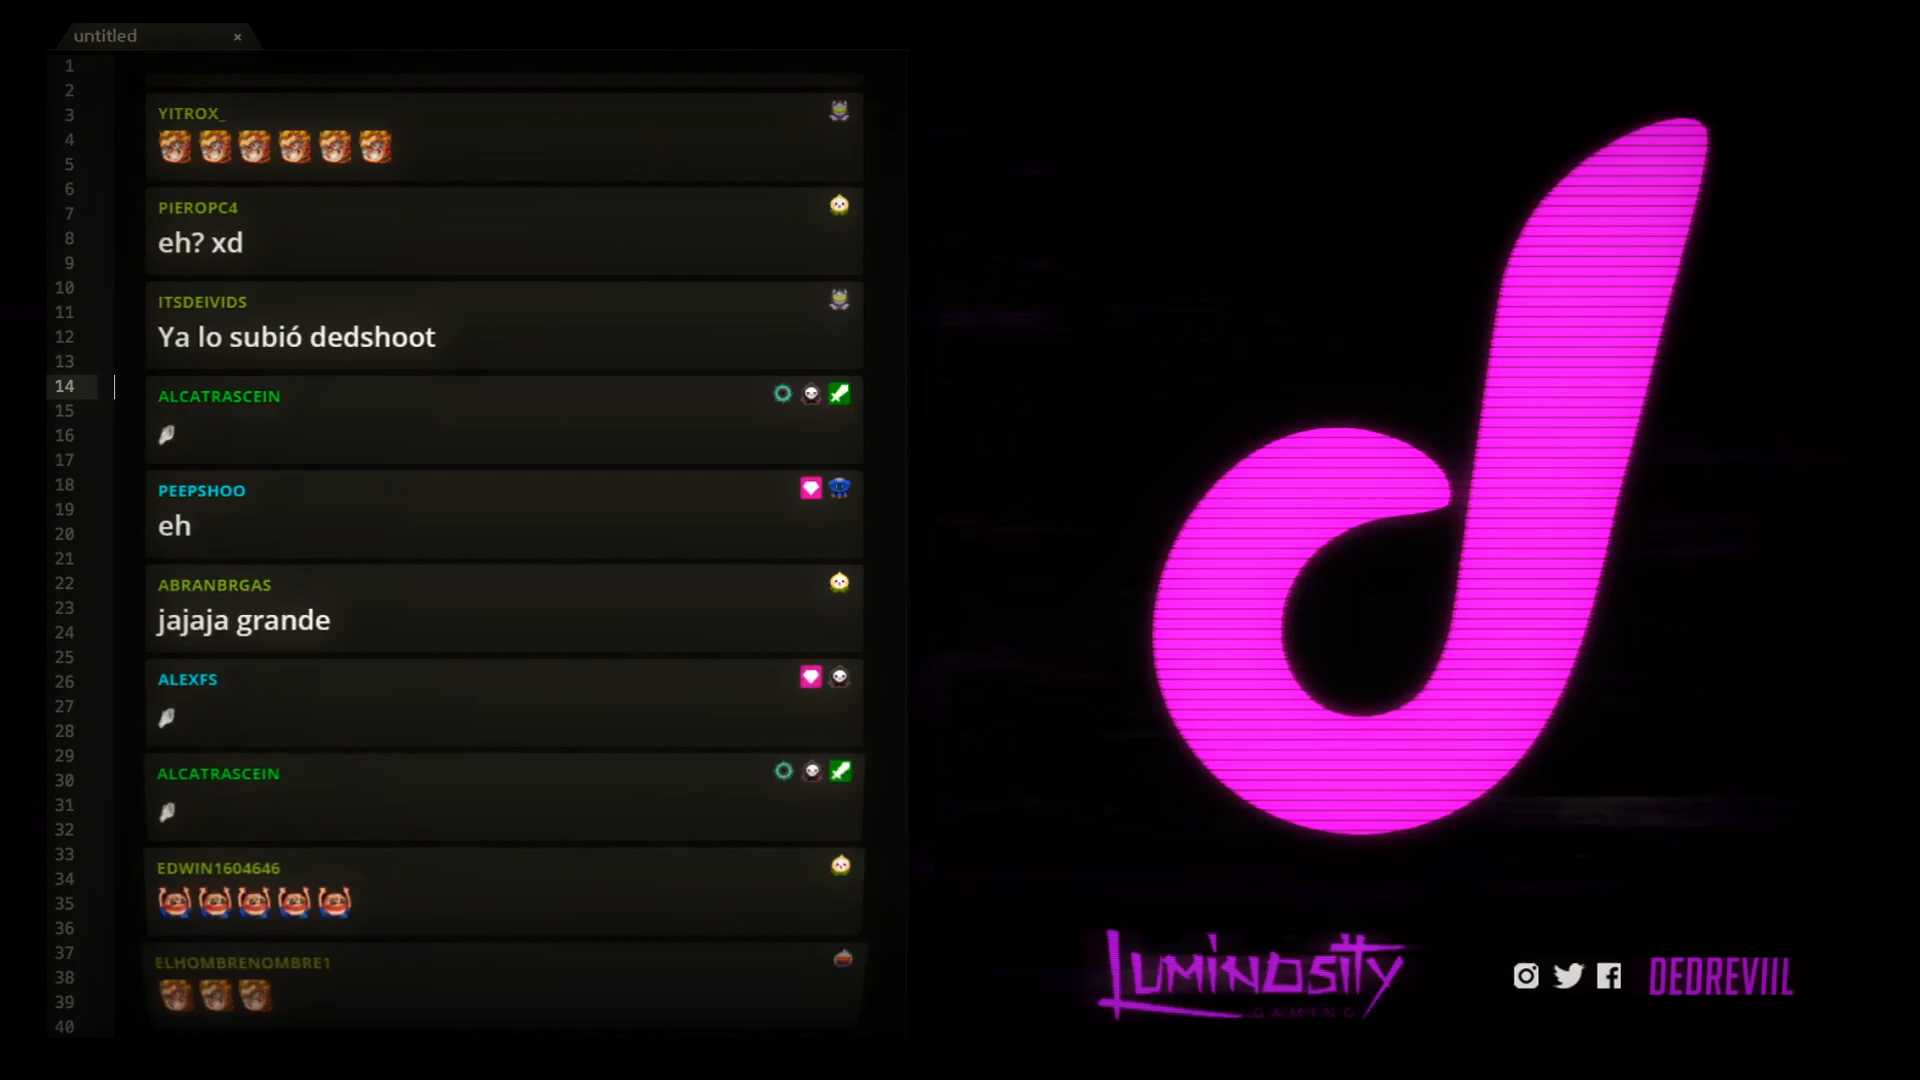 untitled ×
1
2
3
4
5
6
7
8
9
10
11
12
13
14
15
16
17
18
19
20
21
22
23
24
25
26
27
28
29
30
31
32
33
34
35
36
37
38
39
40
YITROX_
PIEROPC4
eh? xd
ITSDEIVIDS
Ya lo subió dedshoot
ALCATRASCEIN
PEEPSHOO
eh
ABRANBRGAS
jajaja grande
ALEXFS
ALCATRASCEIN
EDWIN1604646
ELHOMBRENOMBRE1
LUMINOSITY
GAMING
DEDREVIIL